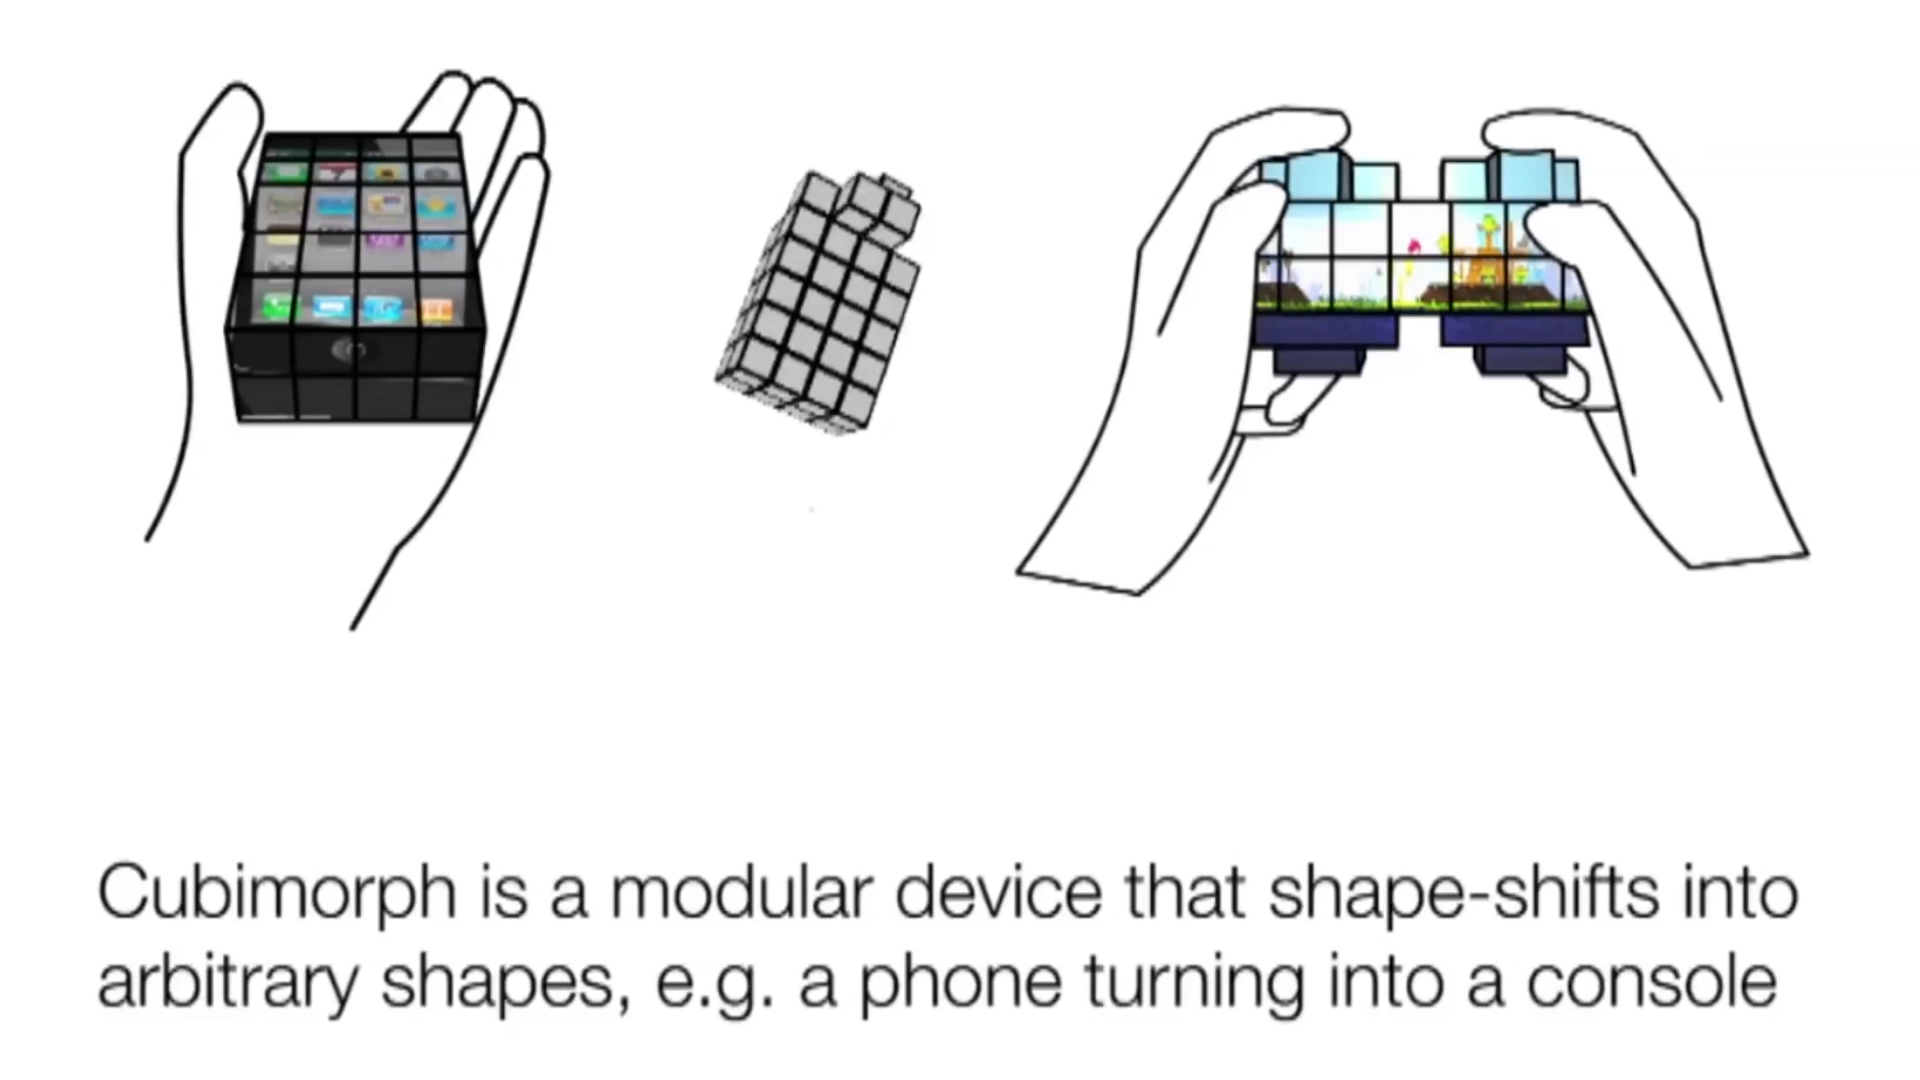 Cubimorph is a modular device that shape-shifts into
arbitrary shapes, e.g. a phone turning into a console